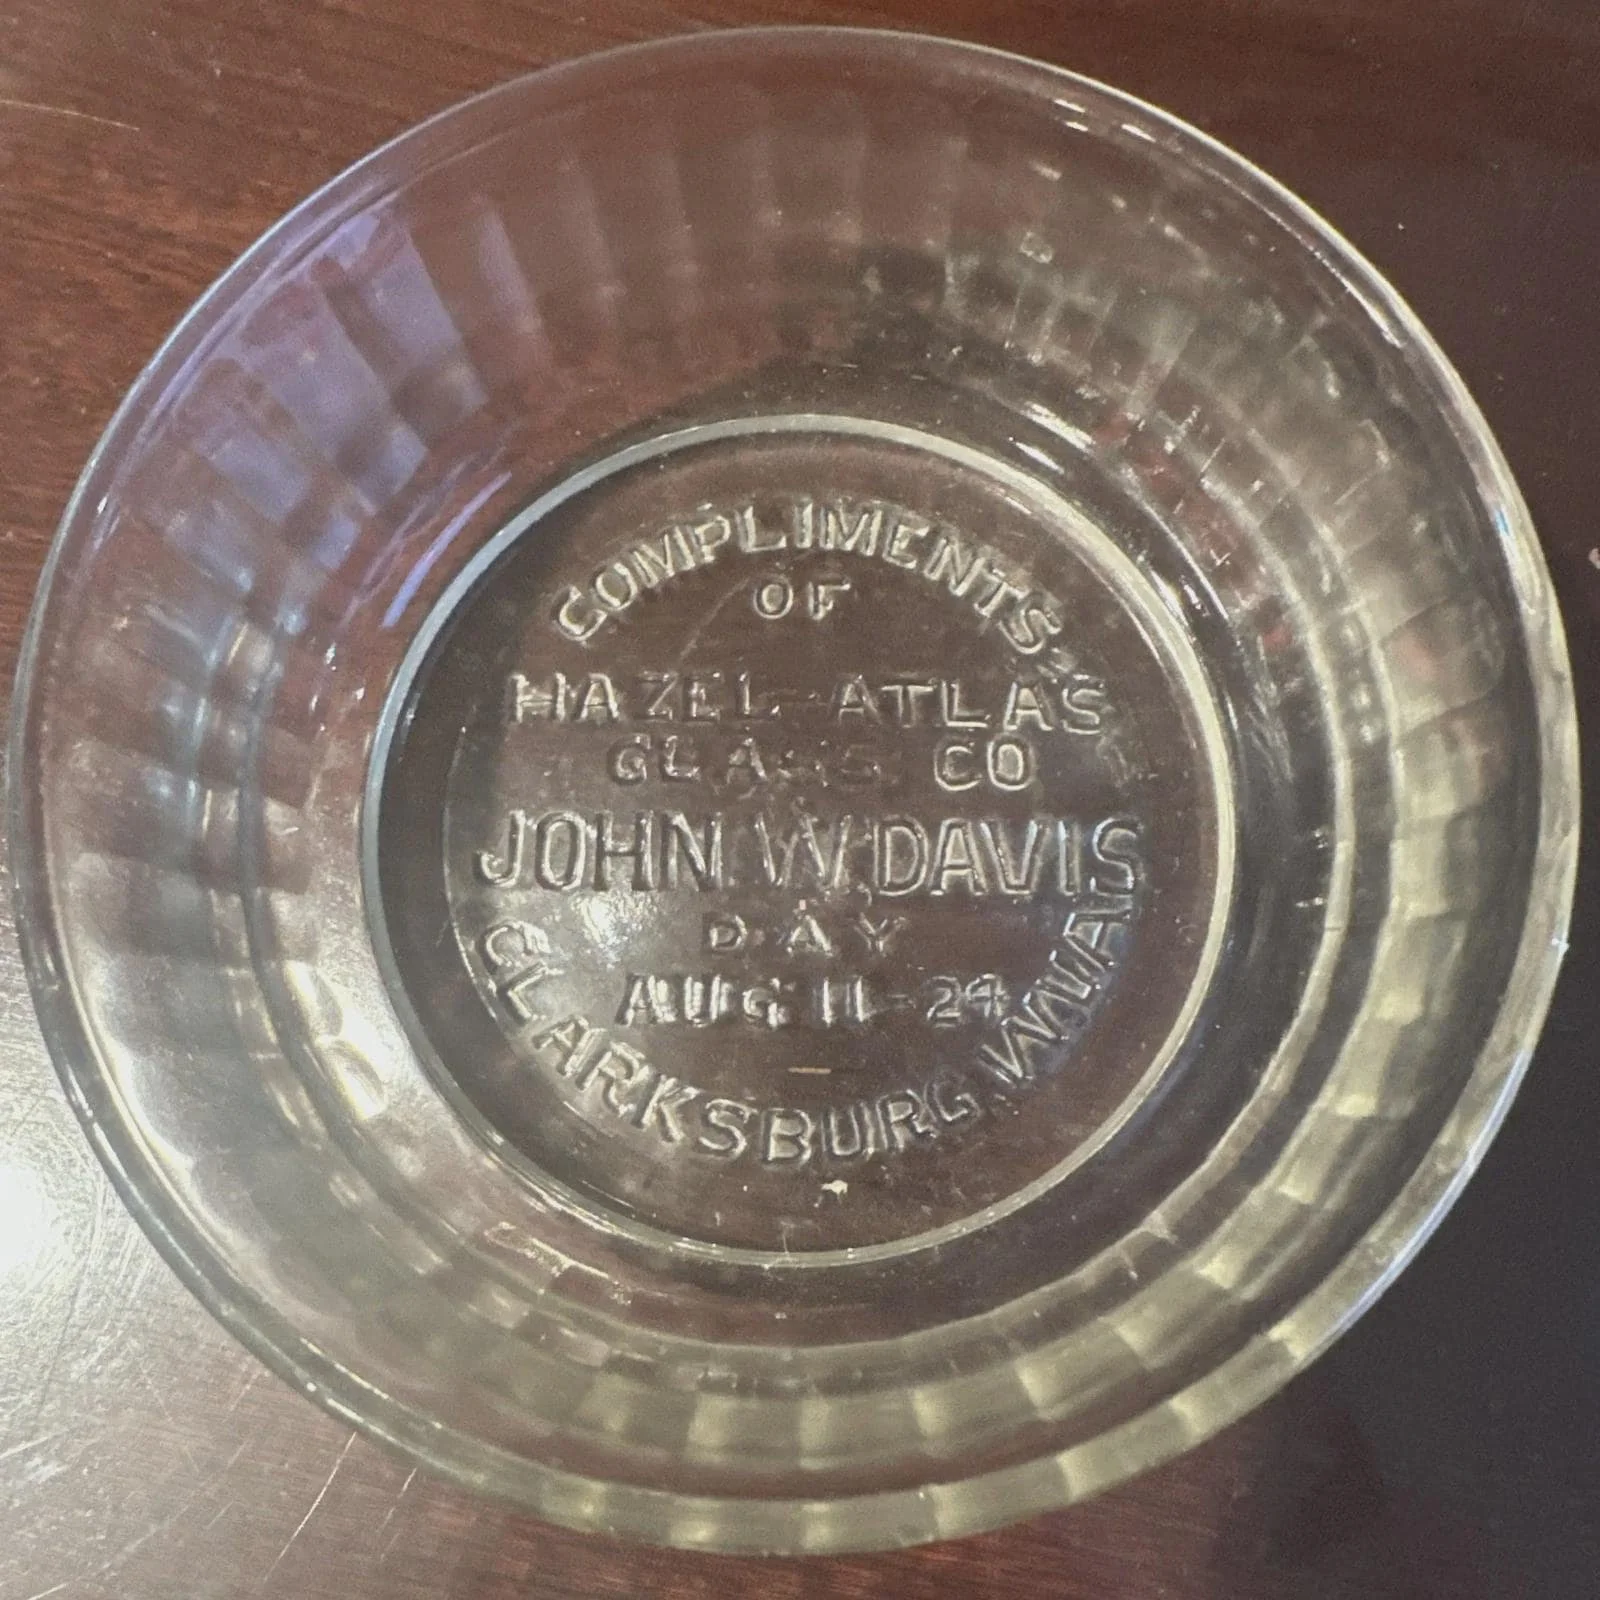 COMPLIMENTS
OF
HAZEL-ATLAS
GLASS CO
JOHN W. DAVIS
DAY
AUG 11-24
CLARKSBURG, W. VA.